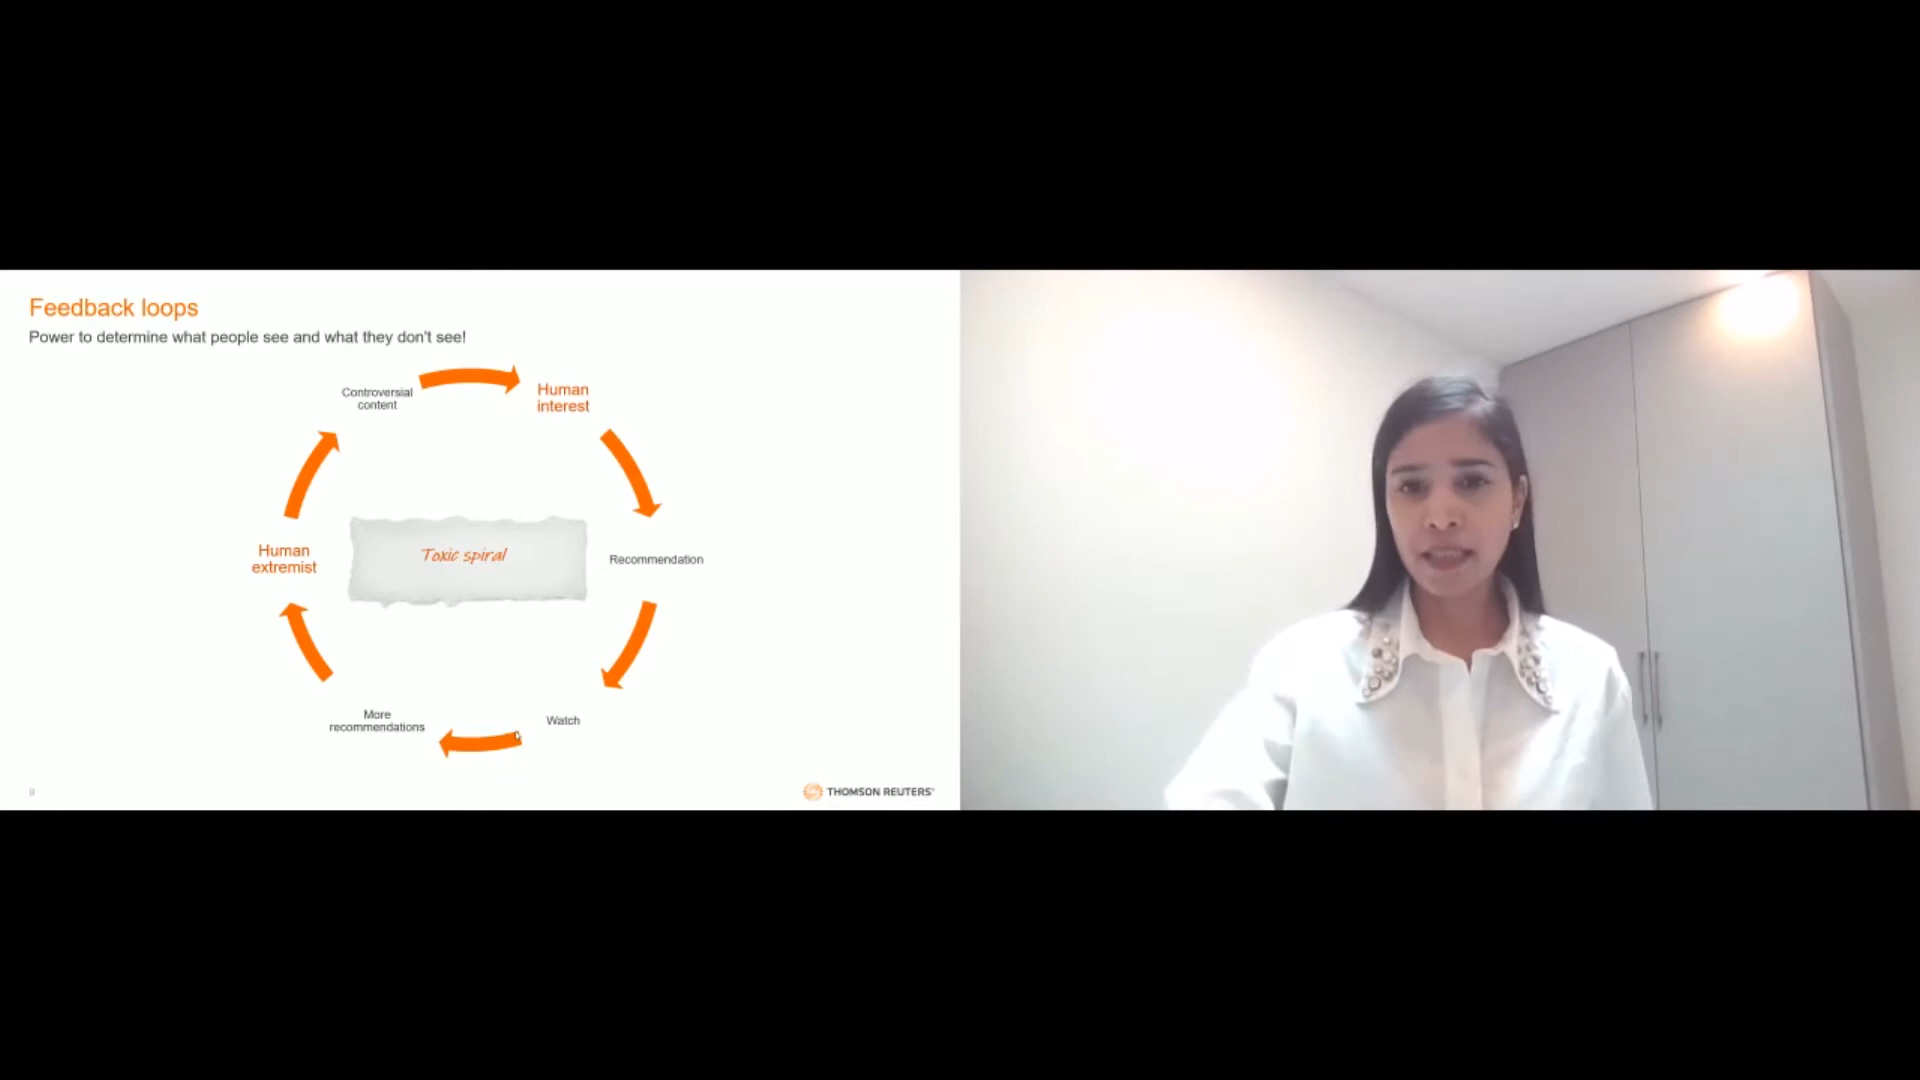 Feedback loops
Power to determine what people see and what they don't see!
Controversial
content
Human
interest
Human
extremist
Toxic spiral
Recommendation
More
recommendations
Watch
9
THOMSON REUTERS®